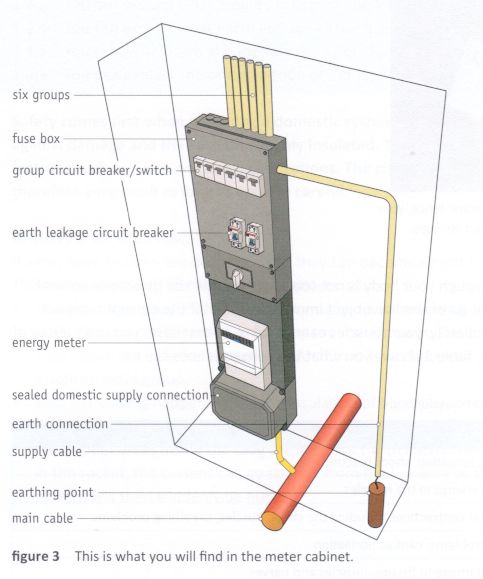 six groups
fuse box
group circuit breaker/switch
earth leakage circuit breaker
energy meter
sealed domestic supply connection
earth connection
supply cable
earthing point
main cable
figure 3 This is what you will find in the meter cabinet.